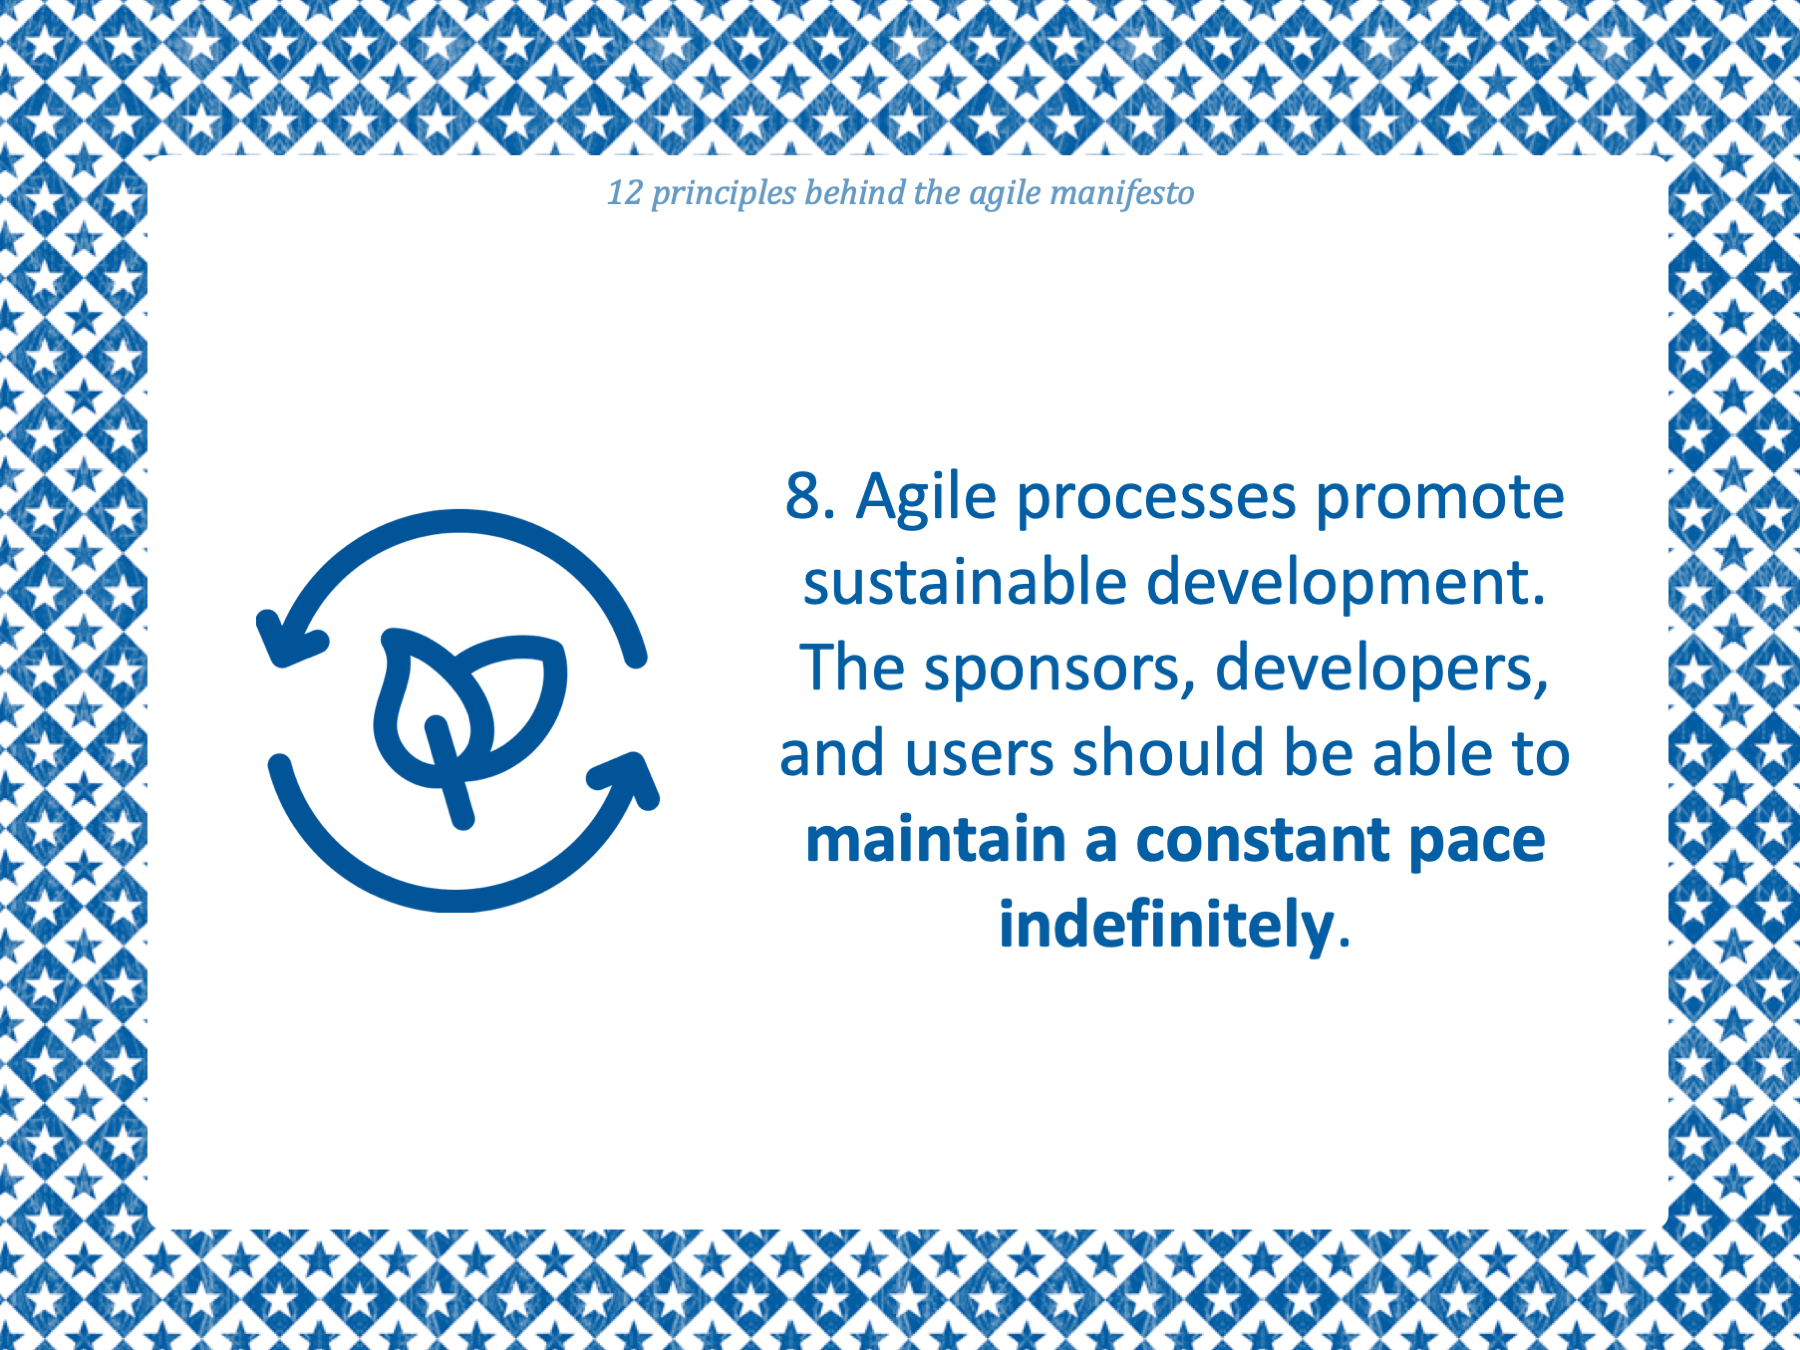 12 principles behind the agile manifesto
8. Agile processes promote
sustainable development.
The sponsors, developers,
and users should be able to
maintain a constant pace
indefinitely.